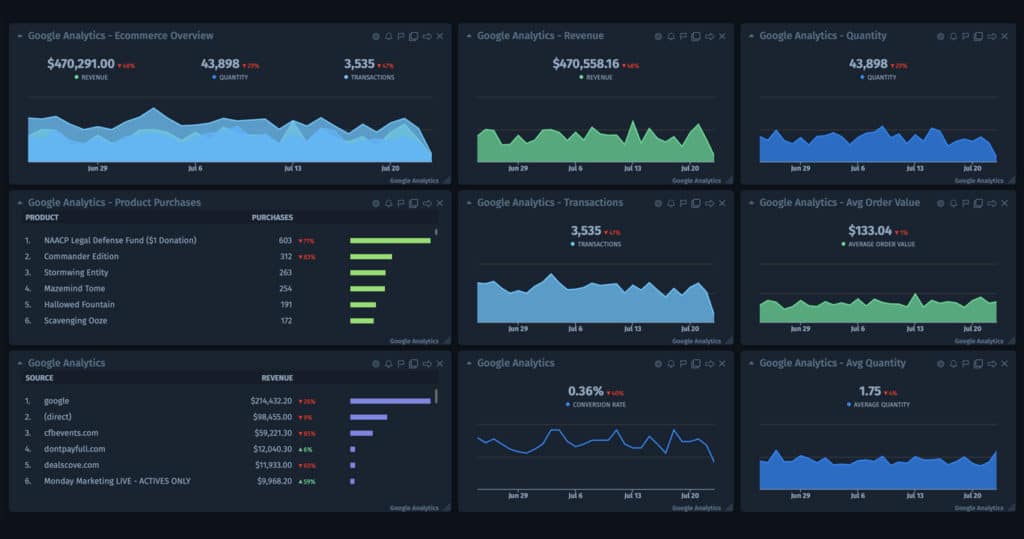 Google Analytics - Ecommerce Overview
$470,291.00 ▼46% 43,898 ▼27% 3,535 ▼47%
REVENUE QUANTITY TRANSACTIONS
Jun 29 Jul 6 Jul 13 Jul 20
Google Analytics
Google Analytics - Revenue
$470,558.16 ▼46%
REVENUE
Jun 29 Jul 6 Jul 13 Jul 20
Google Analytics
Google Analytics - Quantity
43,898 ▼27%
QUANTITY
Jun 29 Jul 6 Jul 13 Jul 20
Google Analytics
Google Analytics - Product Purchases
PRODUCT PURCHASES
1. NAACP Legal Defense Fund ($1 Donation) 603 ▼71%
2. Commander Edition 312 ▼83%
3. Stormwing Entity 263
4. Mazemind Tome 254
5. Hallowed Fountain 191
6. Scavenging Ooze 172
Google Analytics
Google Analytics - Transactions
3,535 ▼47%
TRANSACTIONS
Jun 29 Jul 6 Jul 13 Jul 20
Google Analytics
Google Analytics - Avg Order Value
$133.04 ▼1%
AVERAGE ORDER VALUE
Jun 29 Jul 6 Jul 13 Jul 20
Google Analytics
Google Analytics
SOURCE REVENUE
1. google $214,432.20
2. (direct) $98,455.00
3. cfbevents.com $59,221.30
4. dontpayfull.com $12,040.30 ▲6%
5. dealscove.com $11,933.00
6. Monday Marketing LIVE - ACTIVES ONLY $9,968.20 ▲59%
Google Analytics
Google Analytics
0.36% ▼40%
CONVERSION RATE
Jun 29 Jul 6 Jul 13 Jul 20
Google Analytics
Google Analytics - Avg Quantity
1.75
AVERAGE QUANTITY
Jun 29 Jul 6 Jul 13 Jul 20
Google Analytics